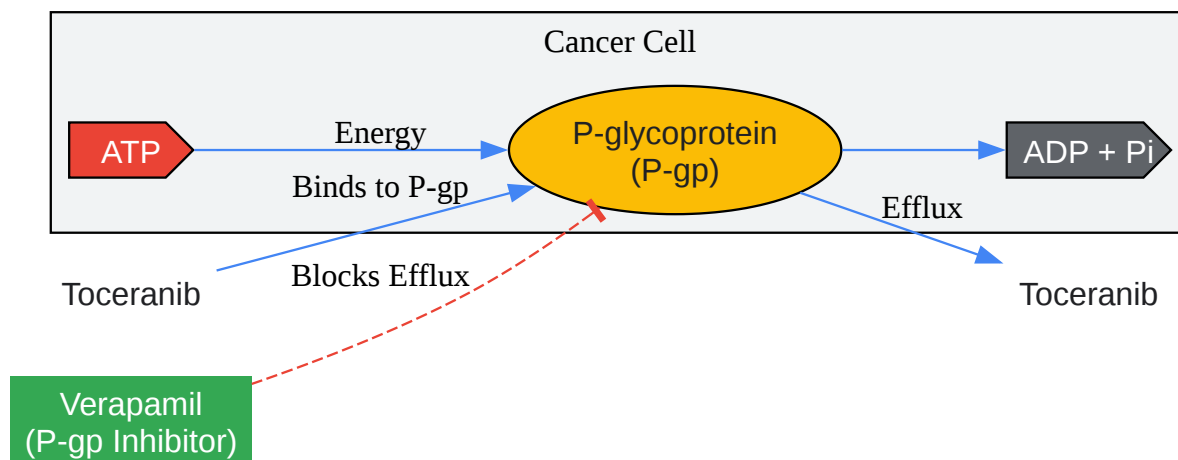 Cancer Cell
ATP
Energy
P-glycoprotein
(P-gp)
ADP + Pi
Binds to P-gp
Efflux
Blocks Efflux
Toceranib
Toceranib
Verapamil
(P-gp Inhibitor)